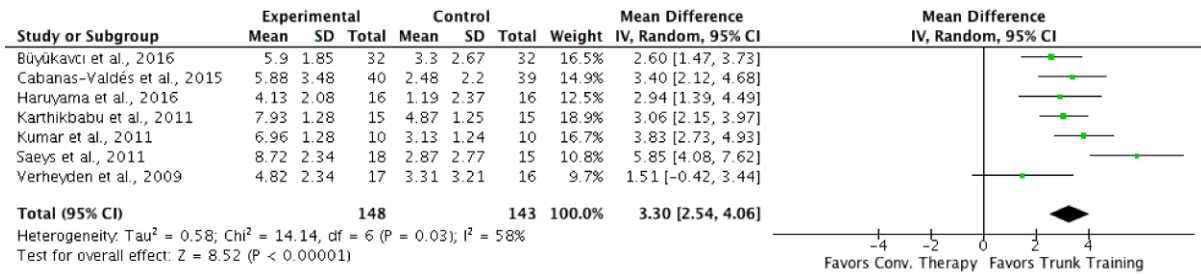 Experimental Control Mean Difference Mean Difference
Study or Subgroup Mean SD Total Mean SD Total Weight IV, Random, 95% CI IV, Random, 95% CI
Büyükavcı et al., 2016 5.9 1.85 32 3.3 2.67 32 16.5% 2.60 [1.47, 3.73]
Cabanas-Valdés et al., 2015 5.88 3.48 40 2.48 2.2 39 14.9% 3.40 [2.12, 4.68]
Haruyama et al., 2016 4.13 2.08 16 1.19 2.37 16 12.5% 2.94 [1.39, 4.49]
Karthikbabu et al., 2011 7.93 1.28 15 4.87 1.25 15 18.9% 3.06 [2.15, 3.97]
Kumar et al., 2011 6.96 1.28 10 3.13 1.24 10 16.7% 3.83 [2.73, 4.93]
Saeys et al., 2011 8.72 2.34 18 2.87 2.77 15 10.8% 5.85 [4.08, 7.62]
Verheyden et al., 2009 4.82 2.34 17 3.31 3.21 16 9.7% 1.51 [-0.42, 3.44]
Total (95% CI) 148 143 100.0% 3.30 [2.54, 4.06]
Heterogeneity: Tau² = 0.58; Chi² = 14.14, df = 6 (P = 0.03); I² = 58%
Test for overall effect: Z = 8.52 (P < 0.00001)
-4 -2 0 2 4
Favors Conv. Therapy Favors Trunk Training